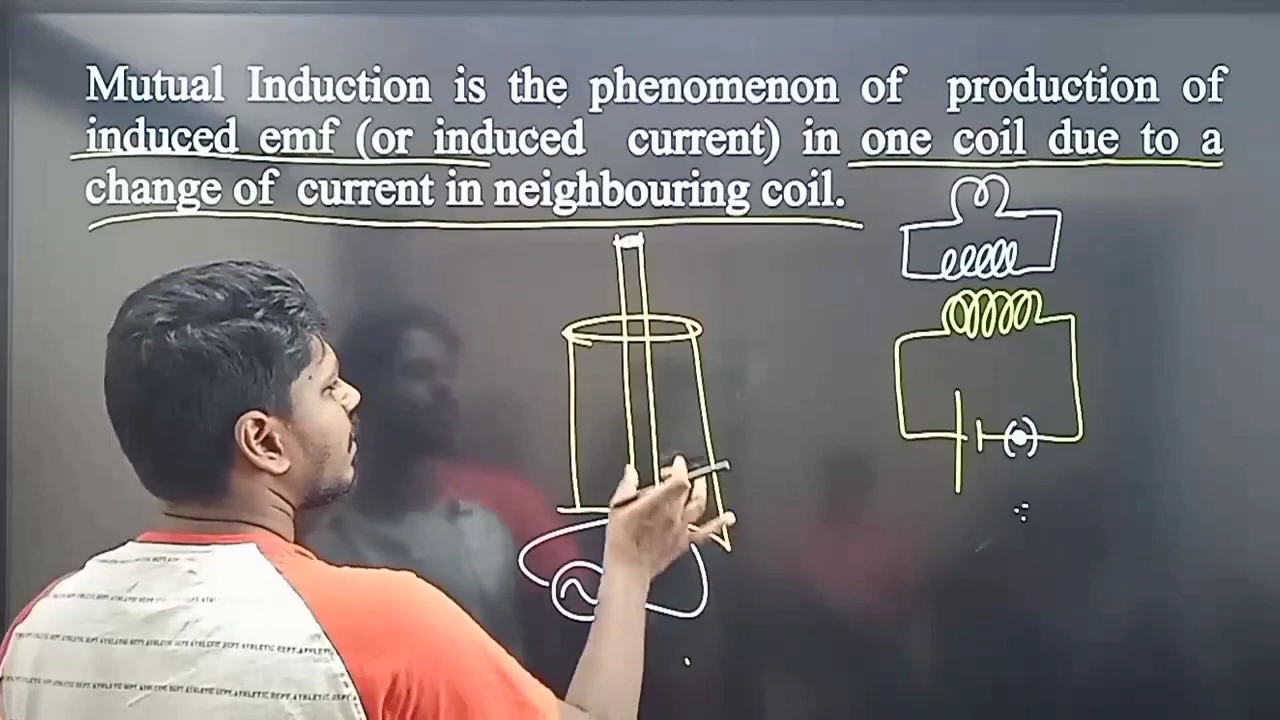 Mutual Induction is the phenomenon of production of
induced emf (or induced current) in one coil due to a
change of current in neighbouring coil.